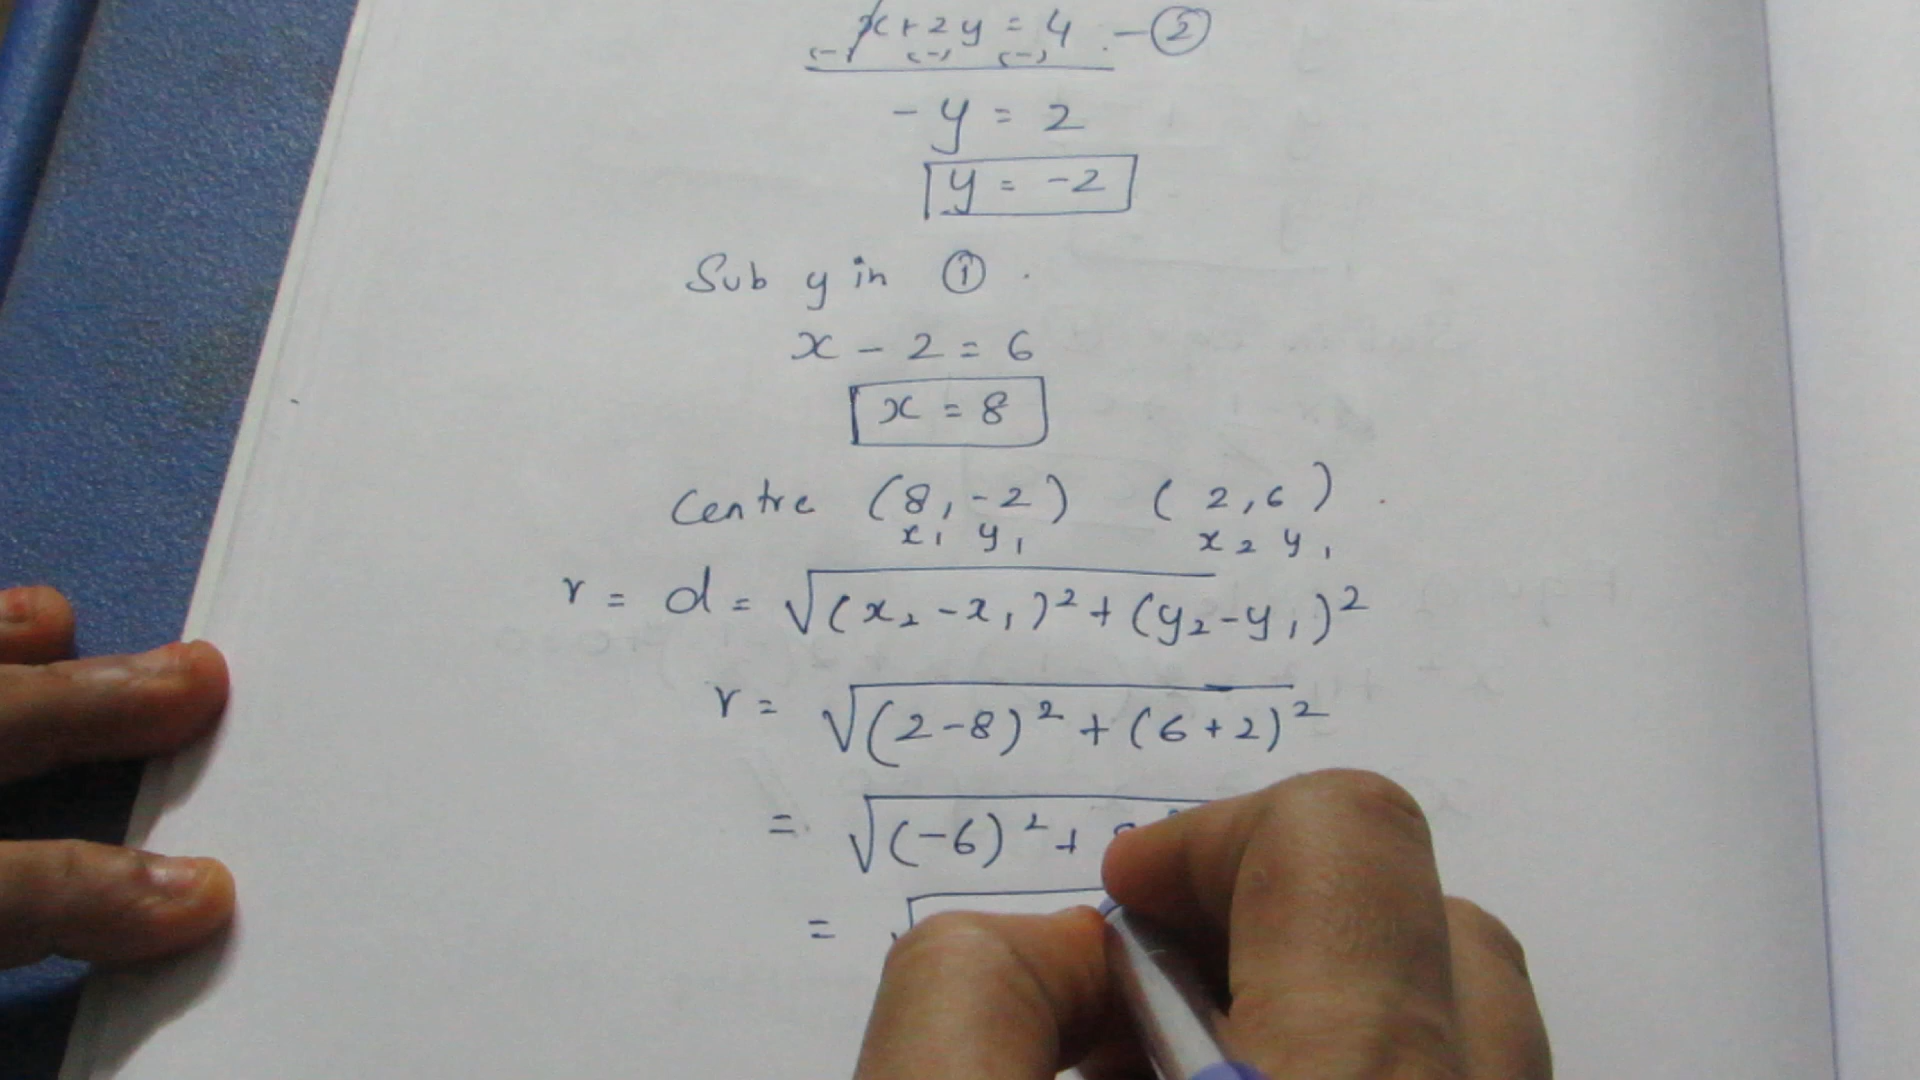 x + 2y = 4 - ②
(-) (-) (-)
- y = 2
y = -2
Sub y in ① .
x - 2 = 6
x = 8
Centre (8, -2) (2, 6) .
x₁ y₁ x₂ y₁
r = d = √(x₂ - x₁)² + (y₂ - y₁)²
r = √(2-8)² + (6+2)²
= √(-6)² +
= √